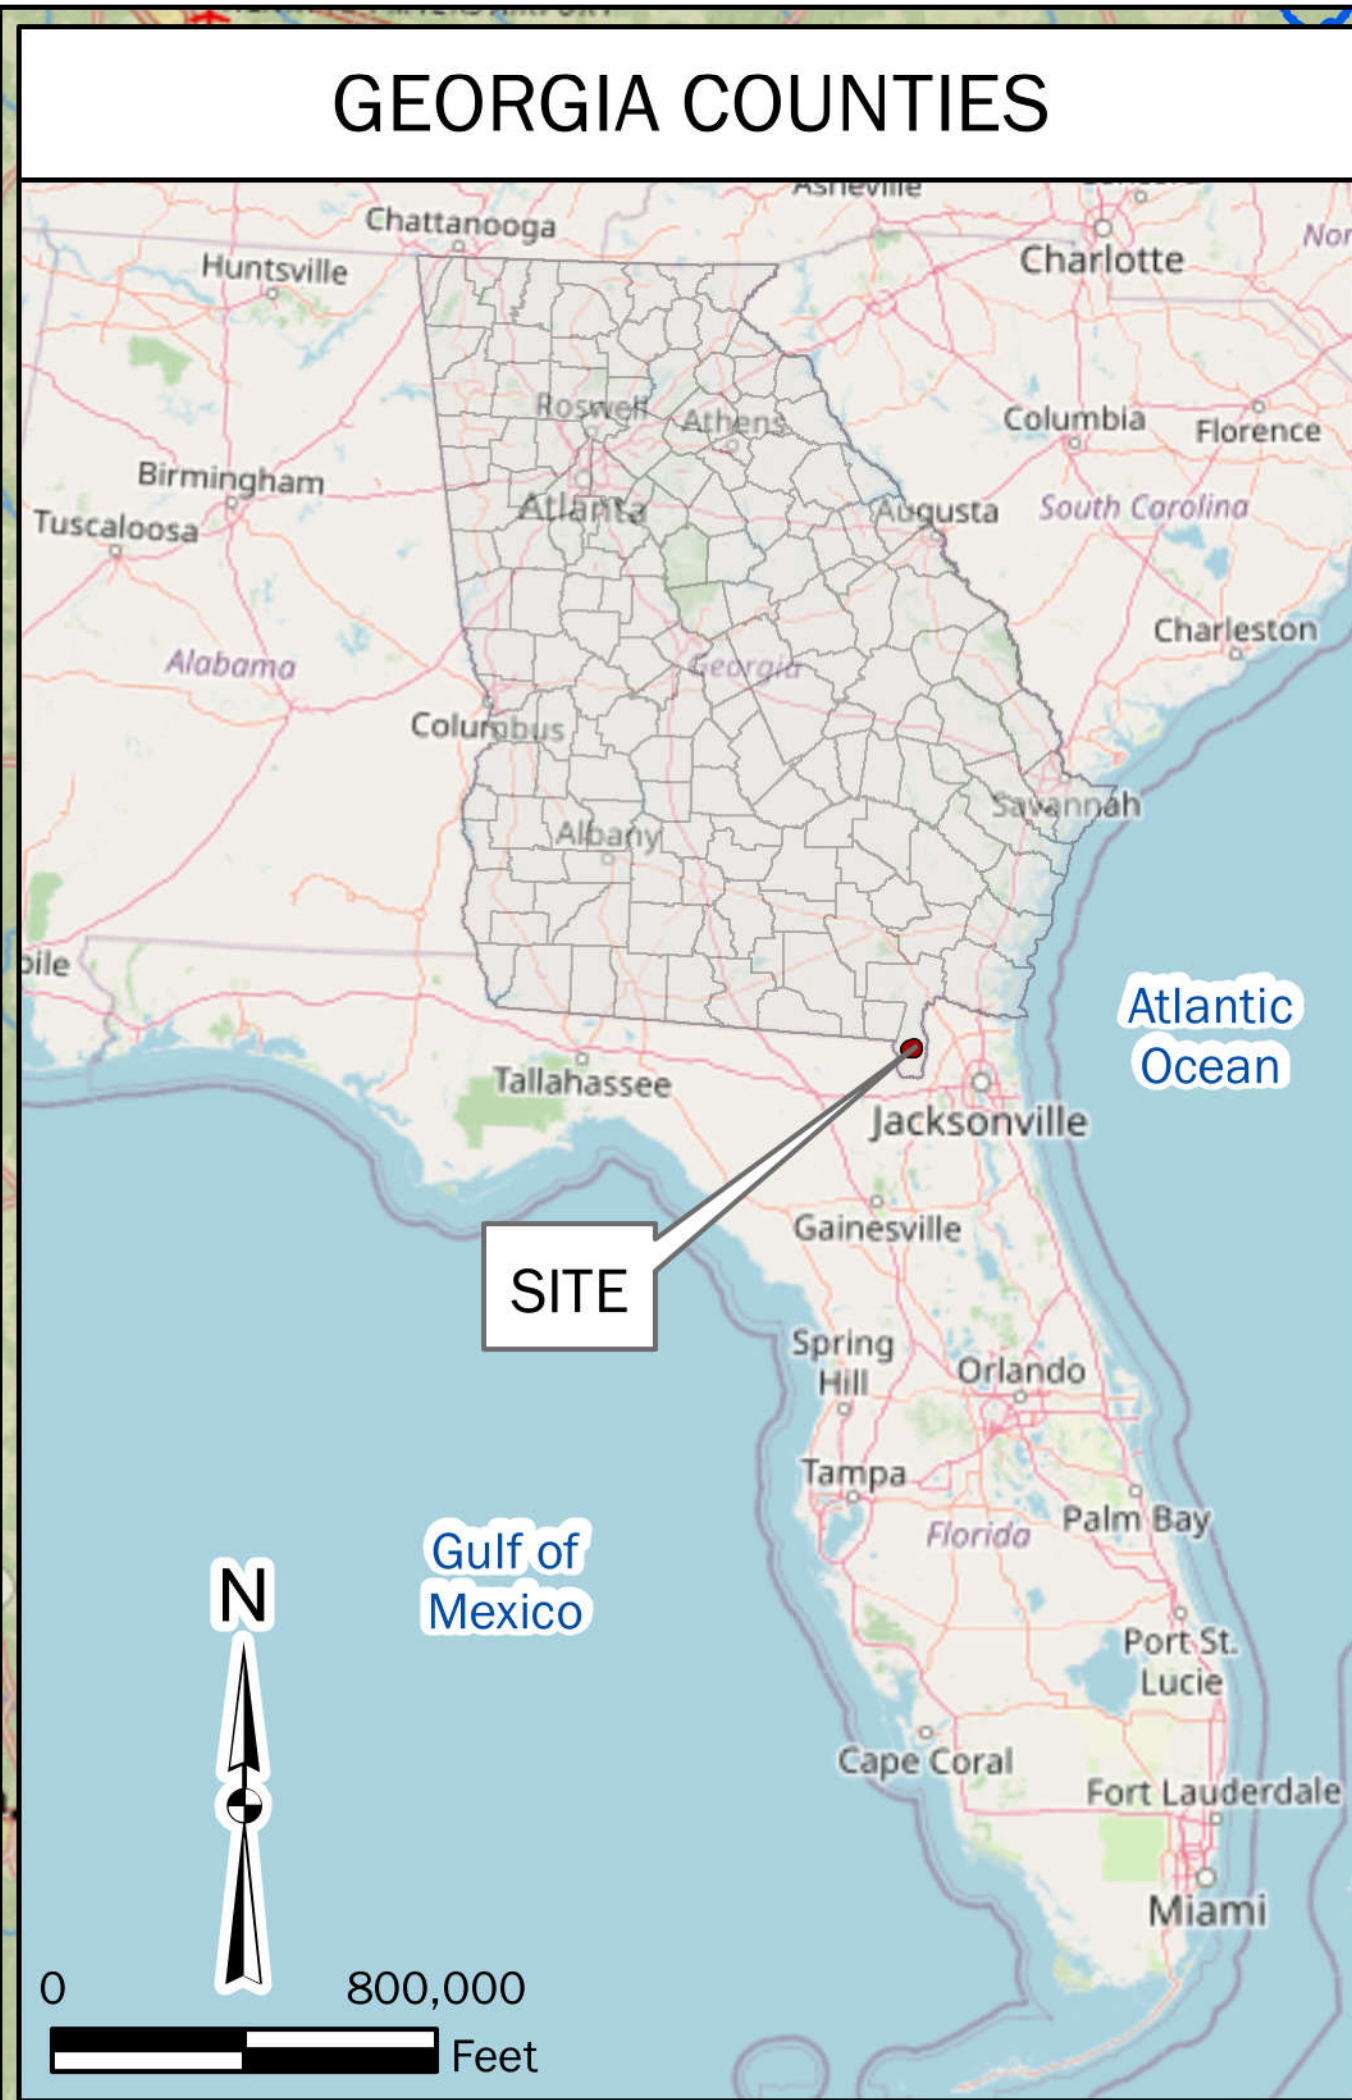 GEORGIA COUNTIES
Asheville
Chattanooga
Charlotte
Huntsville
Roswell
Athens
Columbia
Florence
Birmingham
Atlanta
Augusta
South Carolina
Tuscaloosa
Charleston
Alabama
Georgia
Columbus
Savannah
Albany
Atlantic
Ocean
Tallahassee
Jacksonville
Gainesville
SITE
Spring
Hill
Orlando
Tampa
Palm Bay
Florida
Gulf of
Mexico
N
Port St.
Lucie
Cape Coral
Fort Lauderdale
Miami
0 800,000
Feet